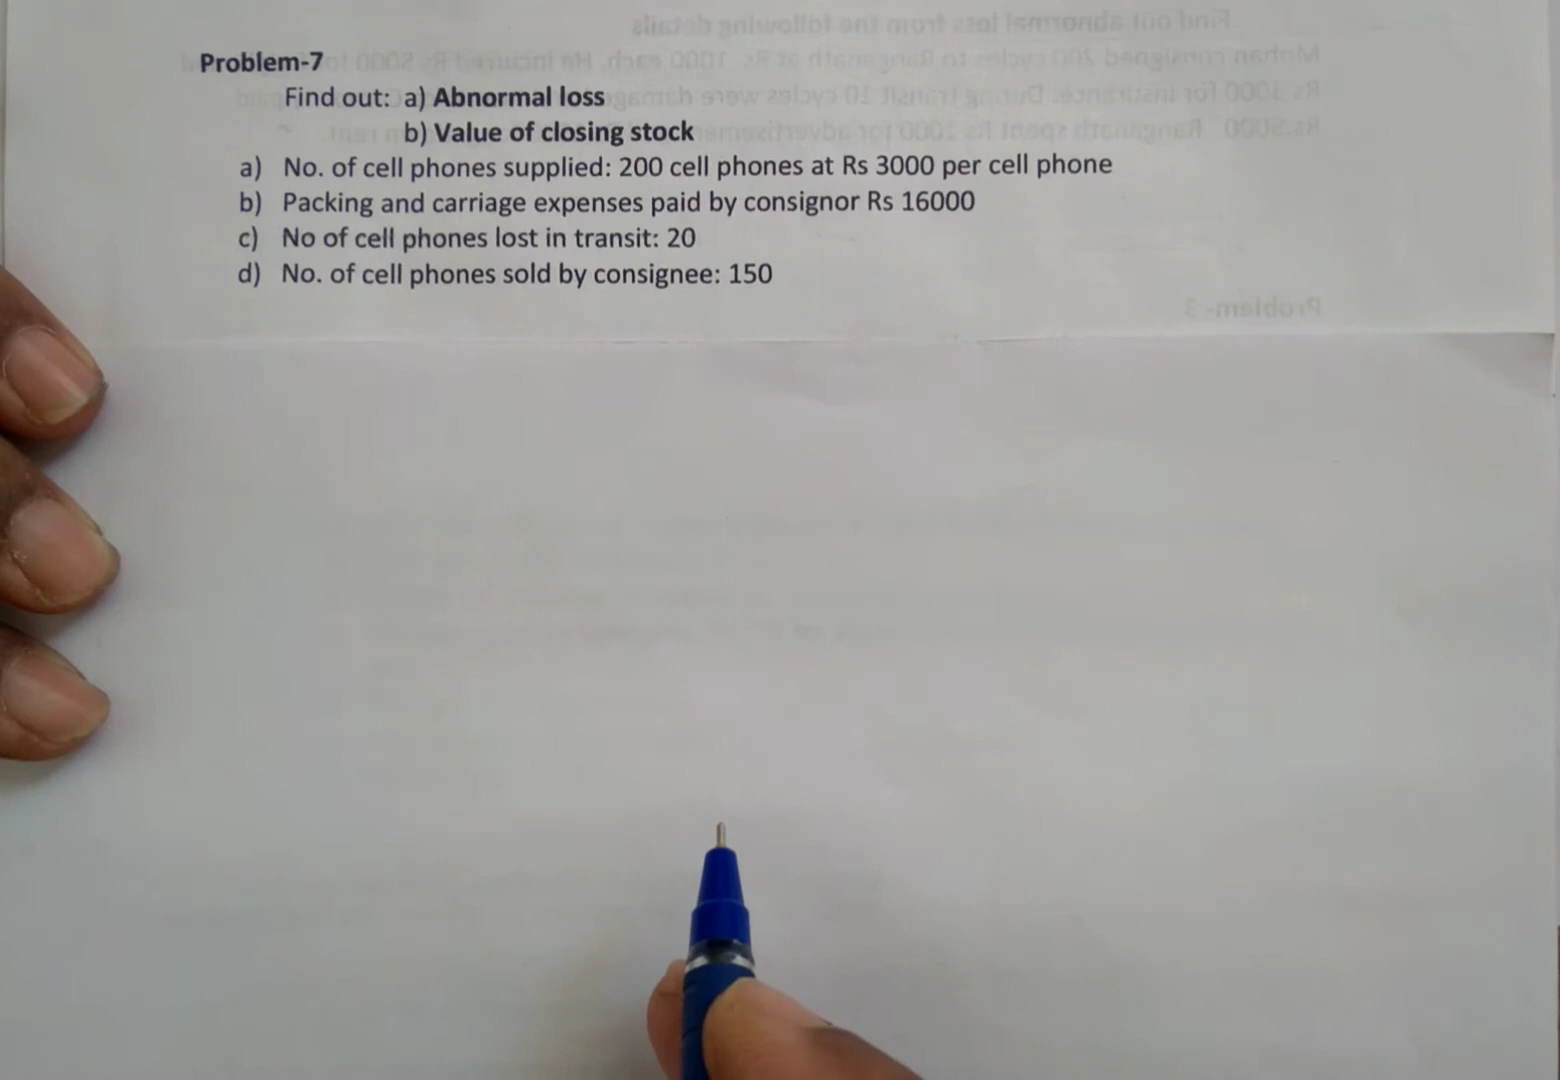 Problem-7
Find out: a) Abnormal loss
b) Value of closing stock
a) No. of cell phones supplied: 200 cell phones at Rs 3000 per cell phone
b) Packing and carriage expenses paid by consignor Rs 16000
c) No of cell phones lost in transit: 20
d) No. of cell phones sold by consignee: 150